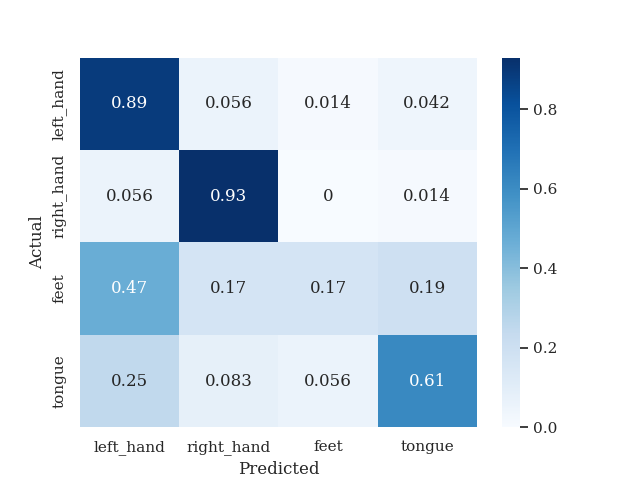 left_hand 0.89 0.056 0.014 0.042
right_hand 0.056 0.93 0 0.014
feet 0.47 0.17 0.17 0.19
tongue 0.25 0.083 0.056 0.61
left_hand right_hand feet tongue
Predicted
Actual
0.8
0.6
0.4
0.2
0.0